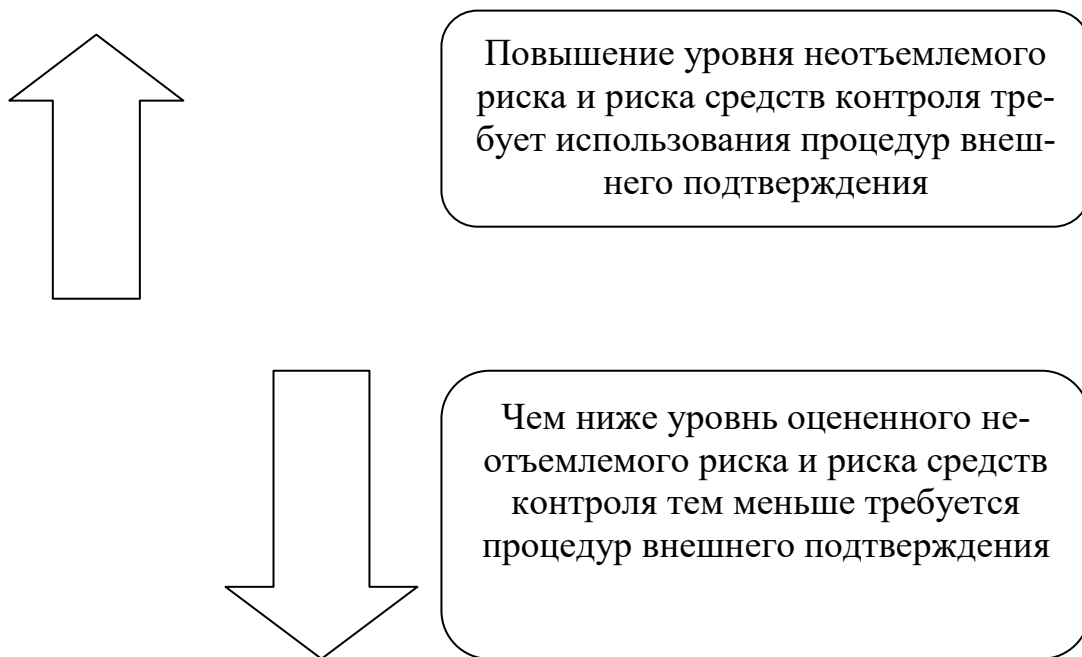 Повышение уровня неотъемлемого
риска и риска средств контроля тре-
бует использования процедур внеш-
него подтверждения
Чем ниже уровнь оцененного не-
отъемлемого риска и риска средств
контроля тем меньше требуется
процедур внешнего подтверждения